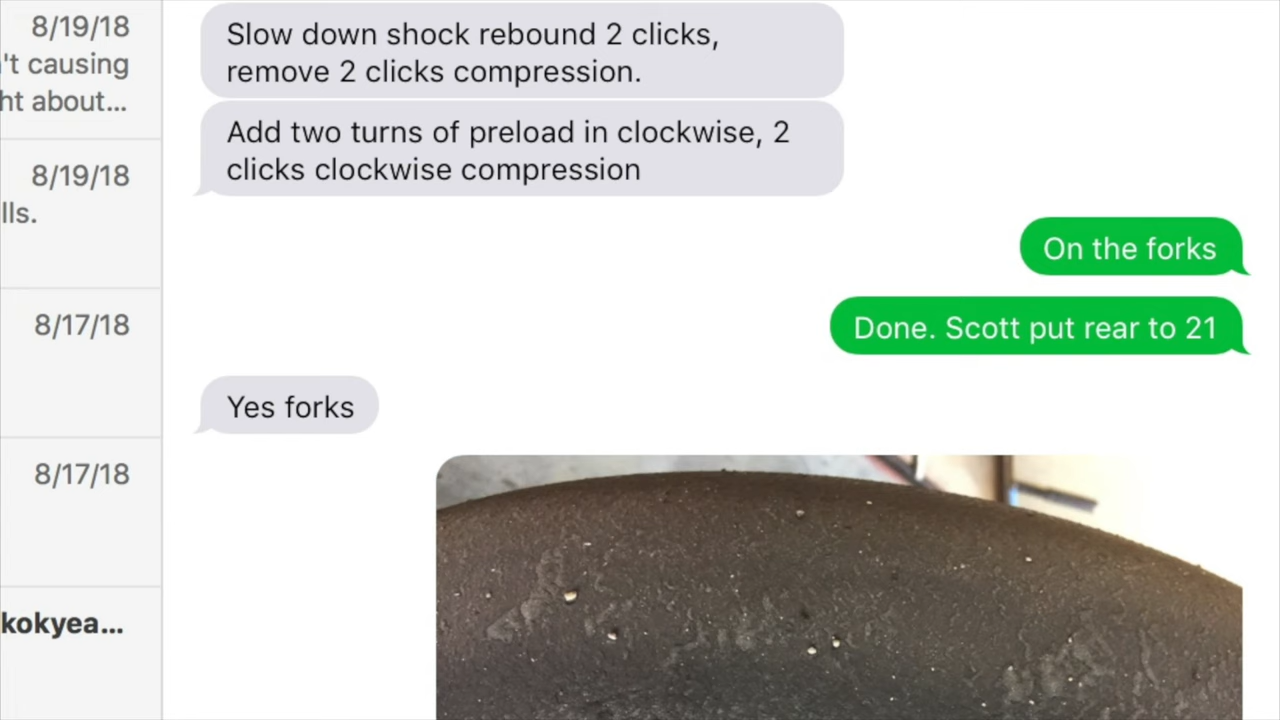 8/19/18
't causing
ht about...
8/19/18
lls.
8/17/18
8/17/18
kokyea...
Slow down shock rebound 2 clicks,
remove 2 clicks compression.
Add two turns of preload in clockwise, 2
clicks clockwise compression
On the forks
Done. Scott put rear to 21
Yes forks